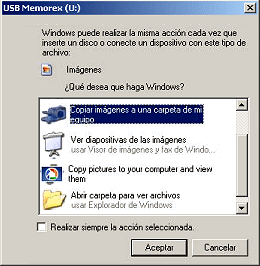 USB Memorex (U:)
Windows puede realizar la misma acción cada vez que
inserte un disco o conecte un dispositivo con este tipo de
archivo:
Imágenes
¿Qué desea que haga Windows?
Copiar imágenes a una carpeta de mi
equipo
Ver diapositivas de las imágenes
usar Visor de imágenes y fax de Windo...
Copy pictures to your computer and view
them
Abrir carpeta para ver archivos
usar Explorador de Windows
Realizar siempre la acción seleccionada.
Aceptar
Cancelar